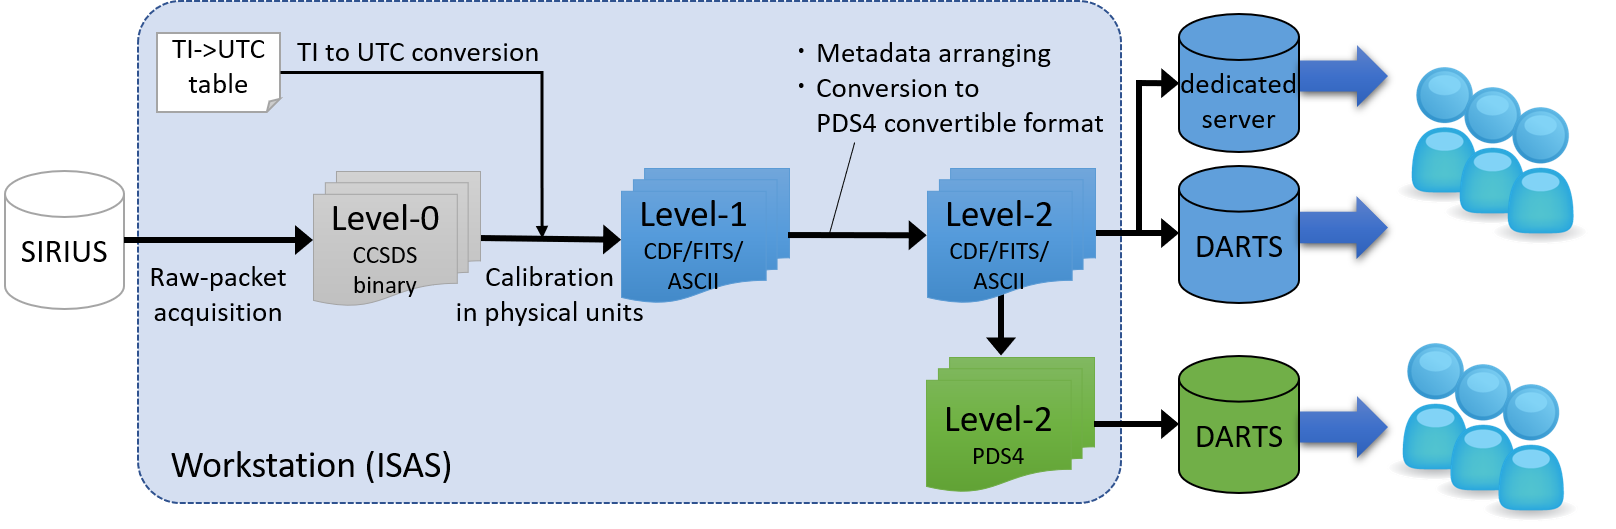 TI->UTC
table
TI to UTC conversion
・ Metadata arranging
・ Conversion to
PDS4 convertible format
dedicated
server
SIRIUS
Raw-packet
acquisition
Level-0
CCSDS
binary
Calibration
in physical units
Level-1
CDF/FITS/
ASCII
Level-2
CDF/FITS/
ASCII
DARTS
Level-2
PDS4
DARTS
Workstation (ISAS)